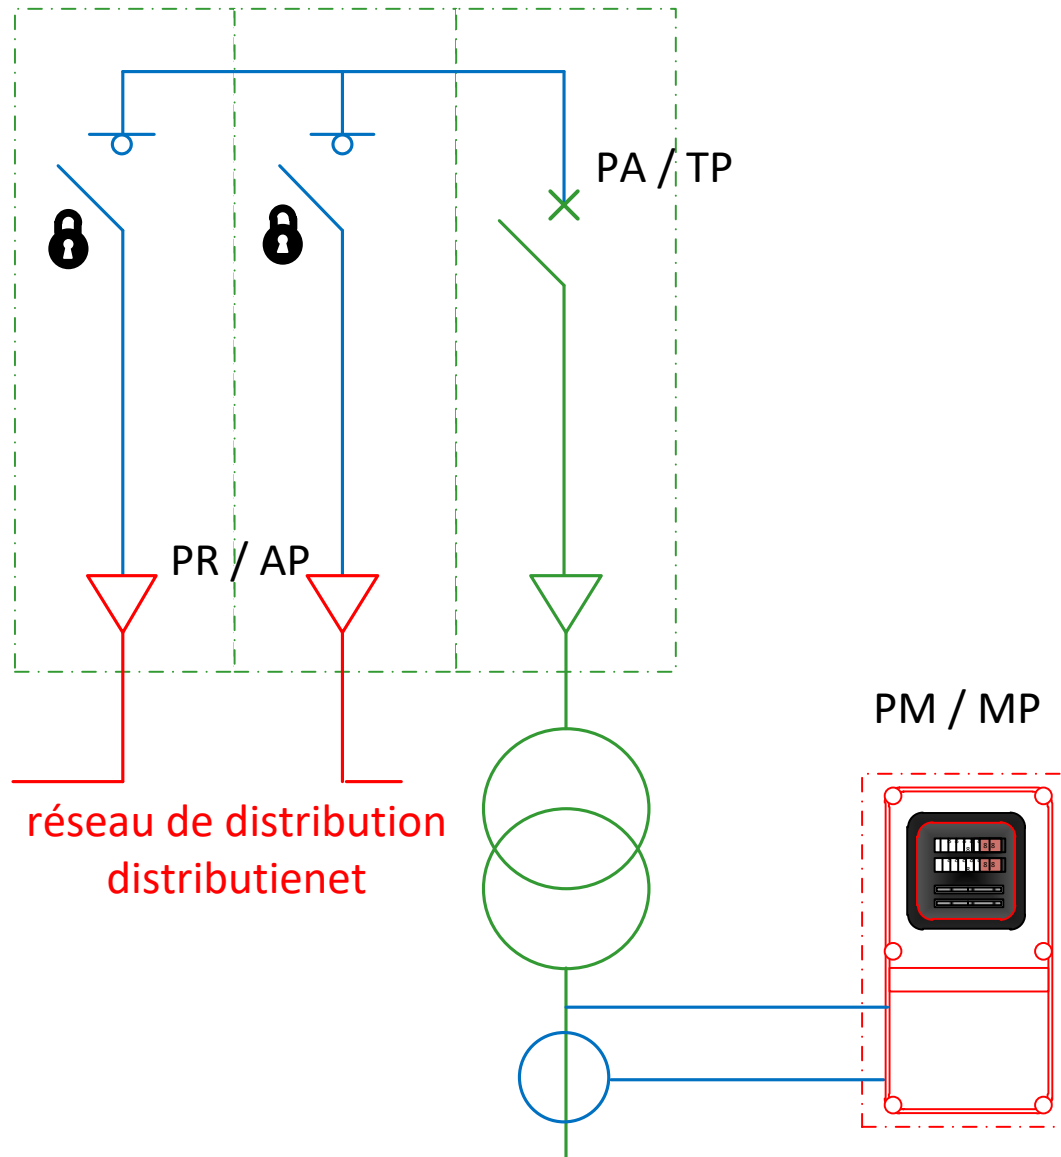 PA / TP
PR / AP
PM / MP
réseau de distribution
distributienet